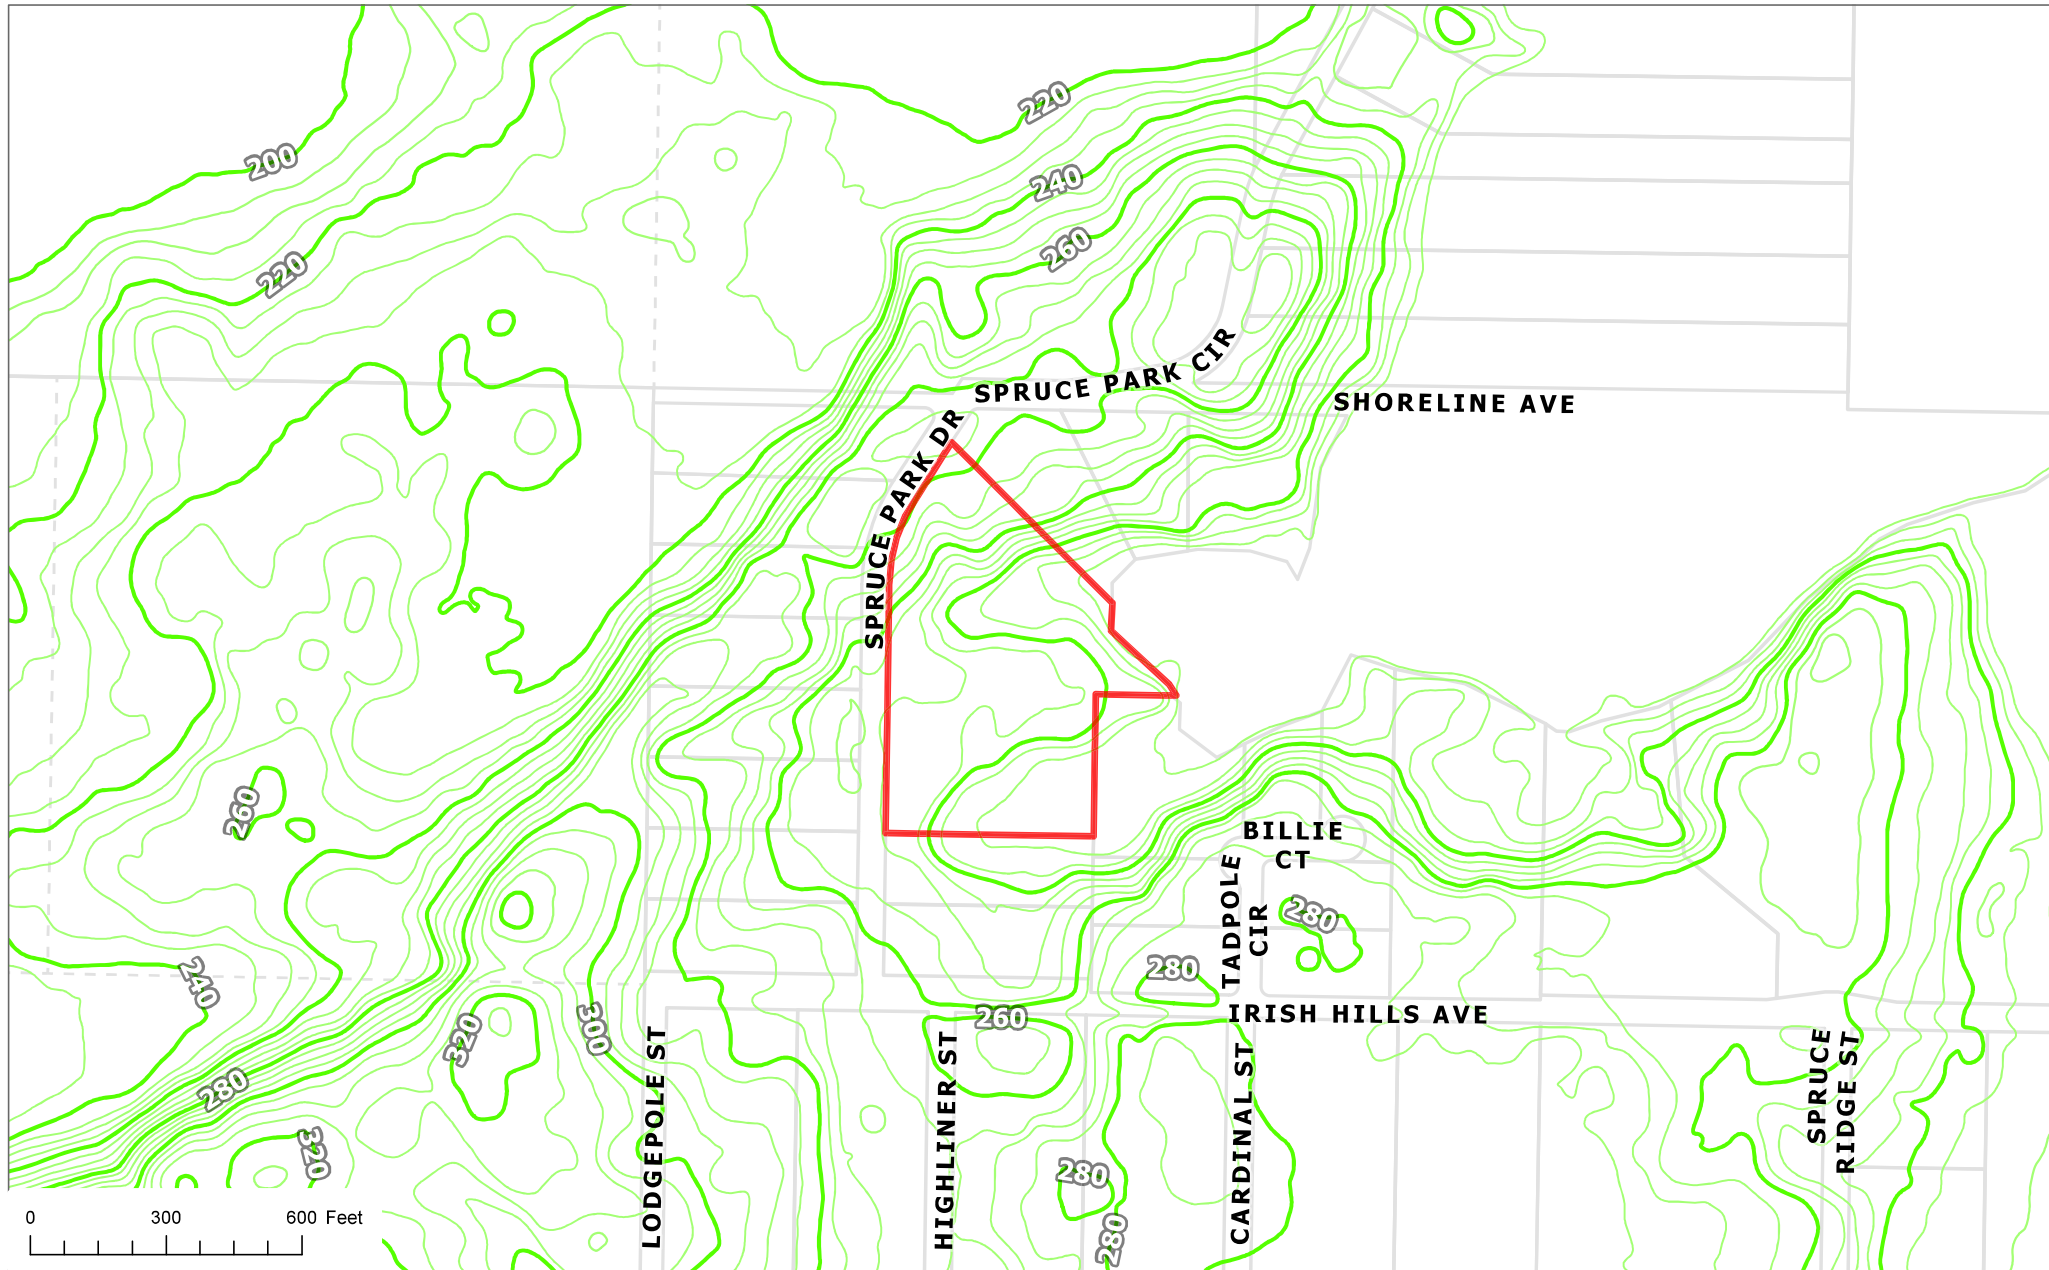 200
220
220
240
260
SPRUCE PARK CIR
SHORELINE AVE
SPRUCE PARK DR
260
BILLIE
CT
TADPOLE
CIR
280
280
240
IRISH HILLS AVE
260
320
300
280
320
LODGEPOLE ST
HIGHLINER ST
CARDINAL ST
SPRUCE
RIDGE ST
280
280
0 300 600 Feet